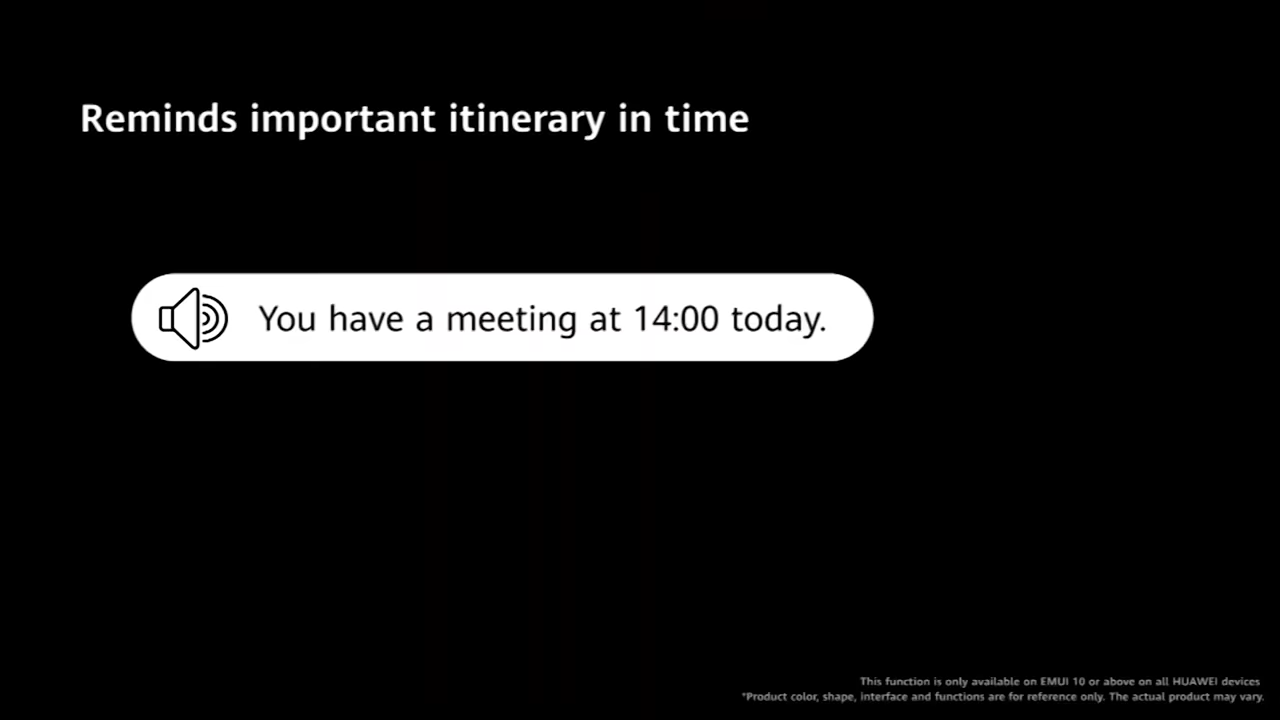 Reminds important itinerary in time
You have a meeting at 14:00 today.
This function is only available on EMUI 10 or above on all HUAWEI devices
*Product color, shape, interface and functions are for reference only. The actual product may vary.